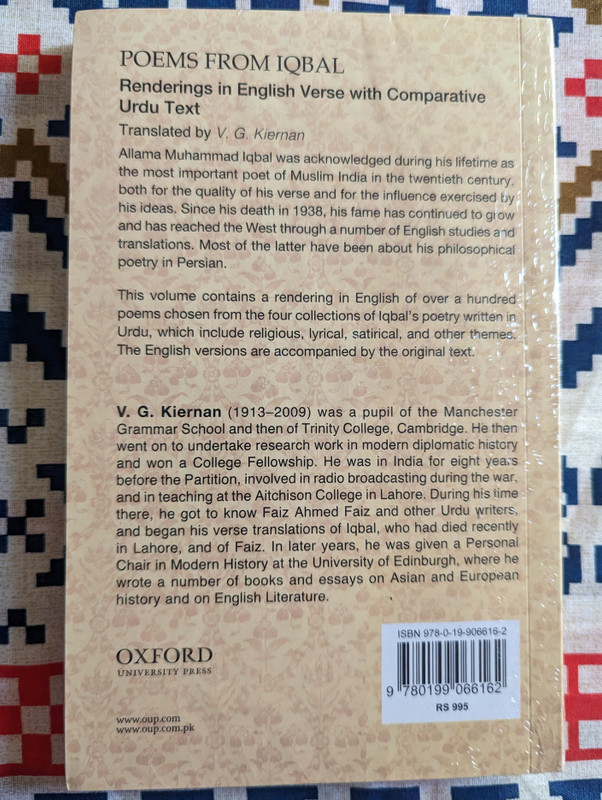 POEMS FROM IQBAL
Renderings in English Verse with Comparative
Urdu Text
Translated by V. G. Kiernan
Allama Muhammad Iqbal was acknowledged during his lifetime as
the most important poet of Muslim India in the twentieth century,
both for the quality of his verse and for the influence exercised by
his ideas. Since his death in 1938, his fame has continued to grow
and has reached the West through a number of English studies and
translations. Most of the latter have been about his philosophical
poetry in Persian.
This volume contains a rendering in English of over a hundred
poems chosen from the four collections of Iqbal's poetry written in
Urdu, which include religious, lyrical, satirical, and other themes.
The English versions are accompanied by the original text.
V. G. Kiernan (1913–2009) was a pupil of the Manchester
Grammar School and then of Trinity College, Cambridge. He then
went on to undertake research work in modern diplomatic history
and won a College Fellowship. He was in India for eight years
before the Partition, involved in radio broadcasting during the war,
and in teaching at the Aitchison College in Lahore. During his time
there, he got to know Faiz Ahmed Faiz and other Urdu writers,
and began his verse translations of Iqbal, who had died recently
in Lahore, and of Faiz. In later years, he was given a Personal
Chair in Modern History at the University of Edinburgh, where he
wrote a number of books and essays on Asian and European
history and on English Literature.
OXFORD
UNIVERSITY PRESS
www.oup.com
www.oup.com.pk
ISBN 978-0-19-906616-2
9 780199 066162
RS 995